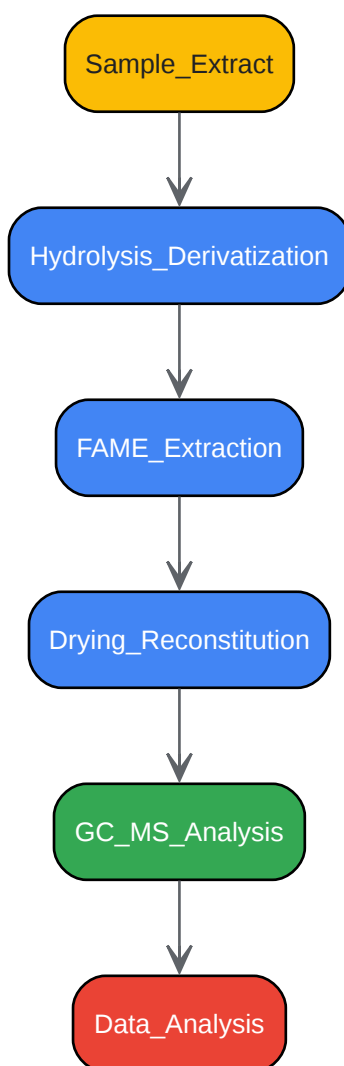 Sample_Extract
Hydrolysis_Derivatization
FAME_Extraction
Drying_Reconstitution
GC_MS_Analysis
Data_Analysis